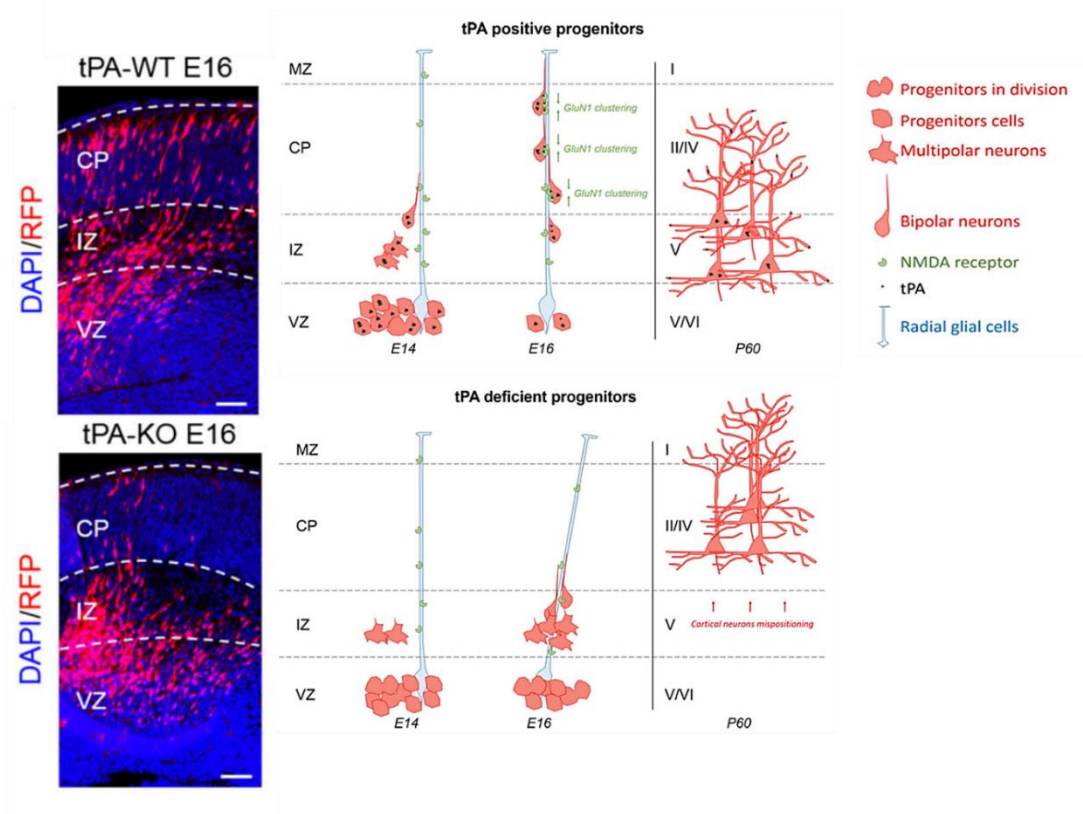 tPA-WT E16
DAPI/RFP
CP
IZ
VZ
tPA-KO E16
DAPI/RFP
CP
IZ
VZ
tPA positive progenitors
MZ
CP
IZ
VZ
GluN1 clustering
GluN1 clustering
GluN1 clustering
E14
E16
I
II/IV
V
V/VI
P60
tPA deficient progenitors
MZ
CP
IZ
VZ
E14
E16
I
II/IV
V
Cortical neurons mispositioning
V/VI
P60
Progenitors in division
Progenitors cells
Multipolar neurons
Bipolar neurons
NMDA receptor
tPA
Radial glial cells